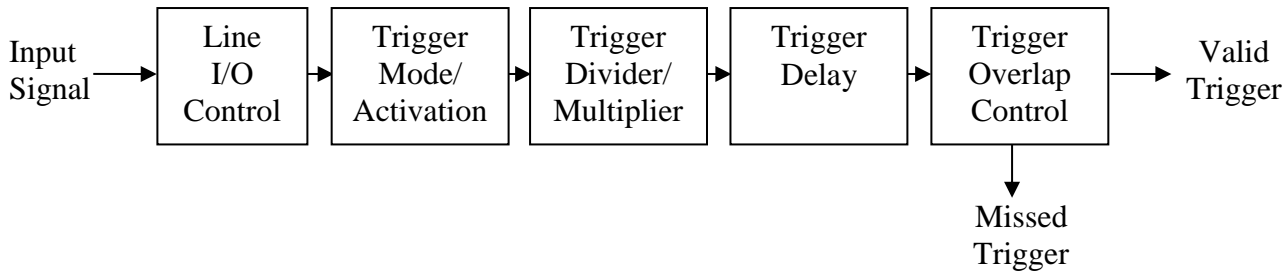 Input
Signal
Line
I/O
Control
Trigger
Mode/
Activation
Trigger
Divider/
Multiplier
Trigger
Delay
Trigger
Overlap
Control
Valid
Trigger
Missed
Trigger